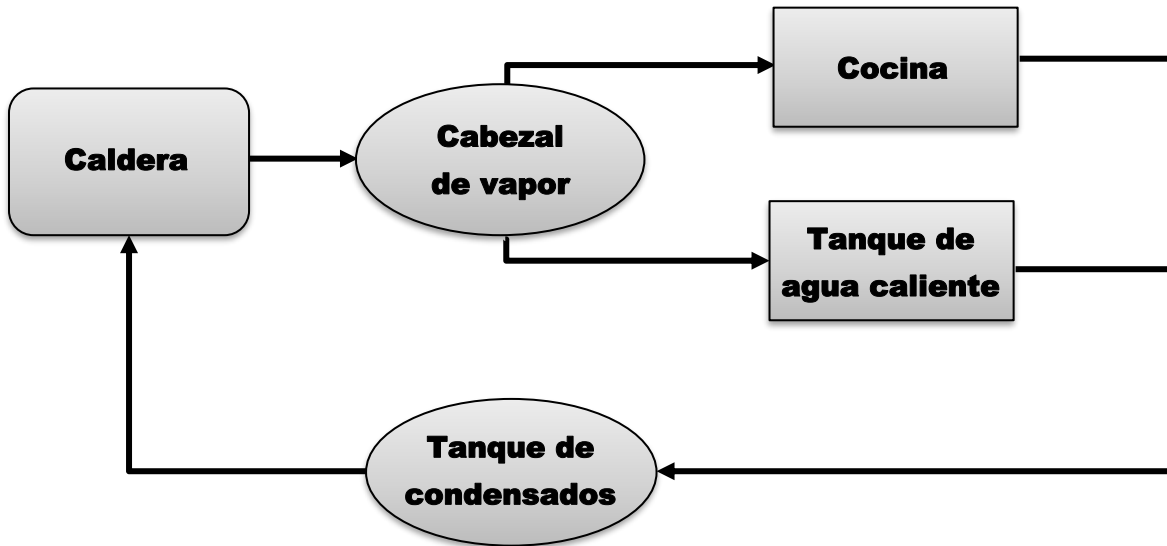 Caldera
Cabezal
de vapor
Cocina
Tanque de
agua caliente
Tanque de
condensados